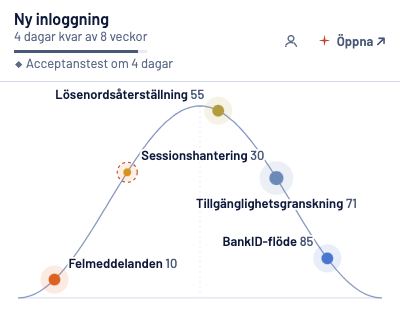 Ny inloggning
4 dagar kvar av 8 veckor
Öppna
Acceptanstest om 4 dagar
Lösenordsåterställning 55
Sessionshantering 30
Tillgänglighetsgranskning 71
BankID-flöde 85
Felmeddelanden 10